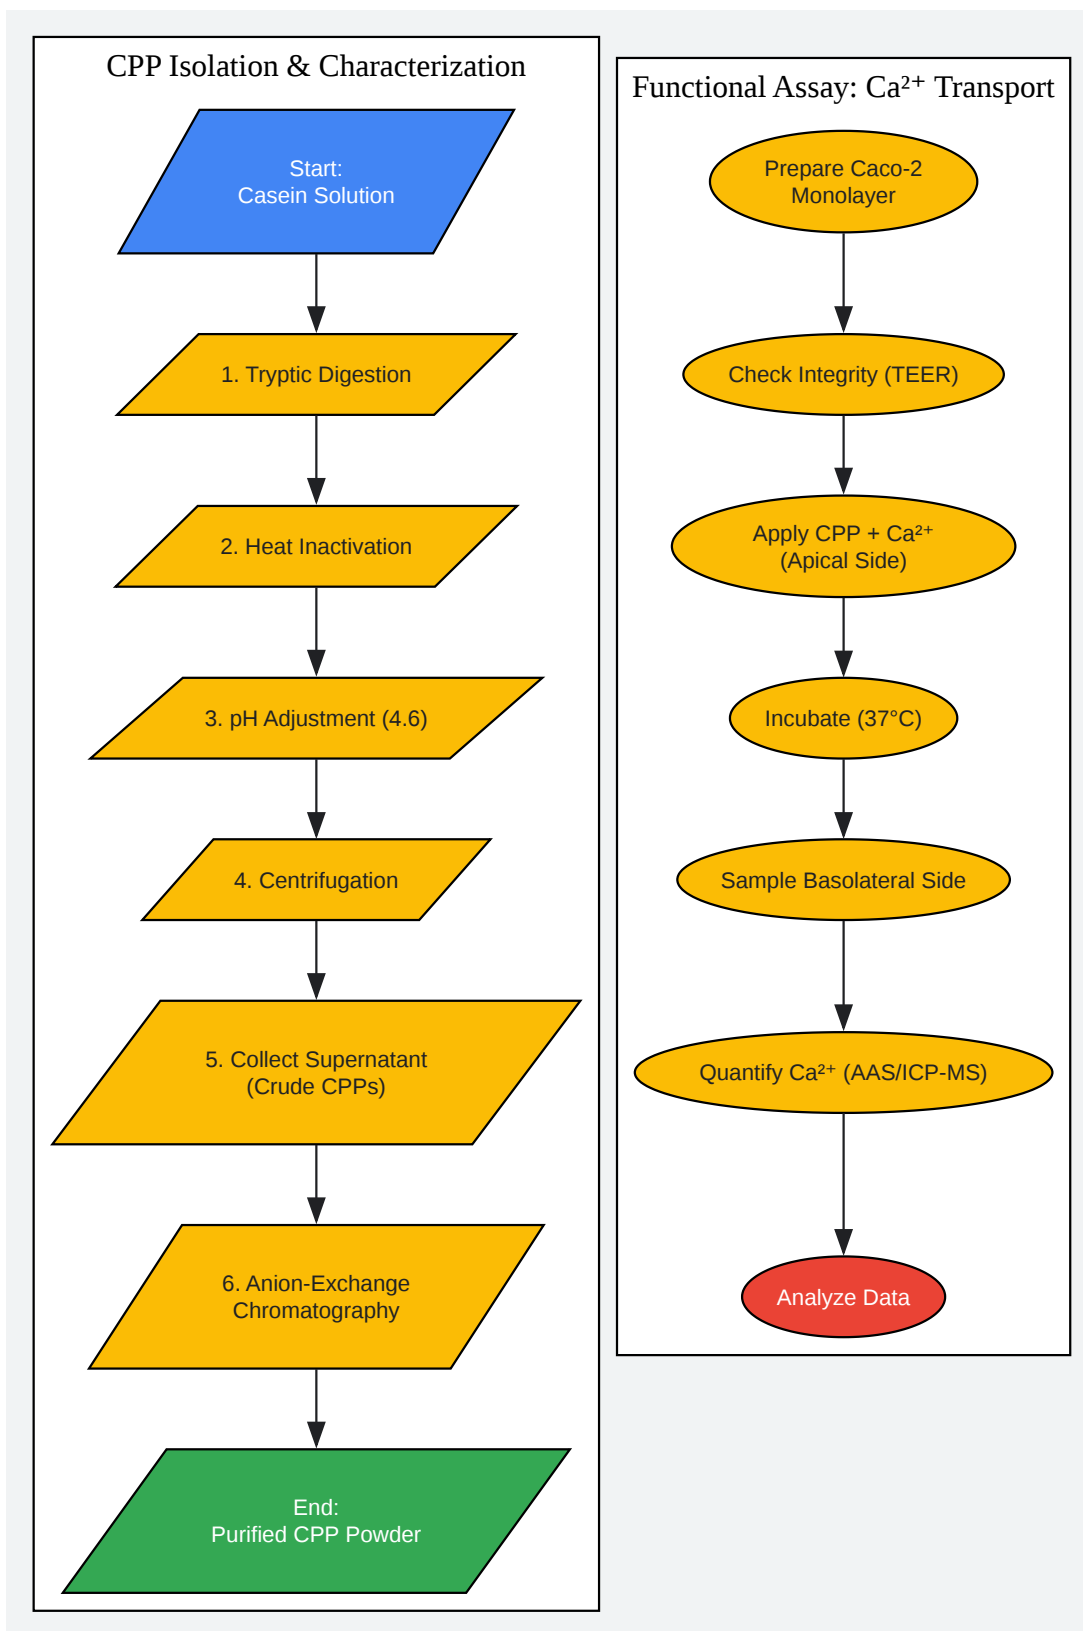 CPP Isolation & Characterization
Start:
Casein Solution
1. Tryptic Digestion
2. Heat Inactivation
3. pH Adjustment (4.6)
4. Centrifugation
5. Collect Supernatant
(Crude CPPs)
6. Anion-Exchange
Chromatography
End:
Purified CPP Powder
Functional Assay: Ca²⁺ Transport
Prepare Caco-2
Monolayer
Check Integrity (TEER)
Apply CPP + Ca²⁺
(Apical Side)
Incubate (37°C)
Sample Basolateral Side
Quantify Ca²⁺ (AAS/ICP-MS)
Analyze Data